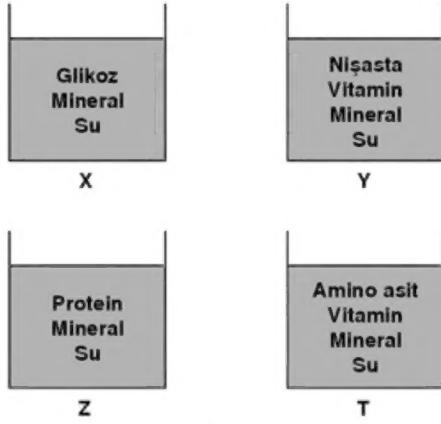 Glikoz
Mineral
Su
X
Nişasta
Vitamin
Mineral
Su
Y
Protein
Mineral
Su
Z
Amino asit
Vitamin
Mineral
Su
T